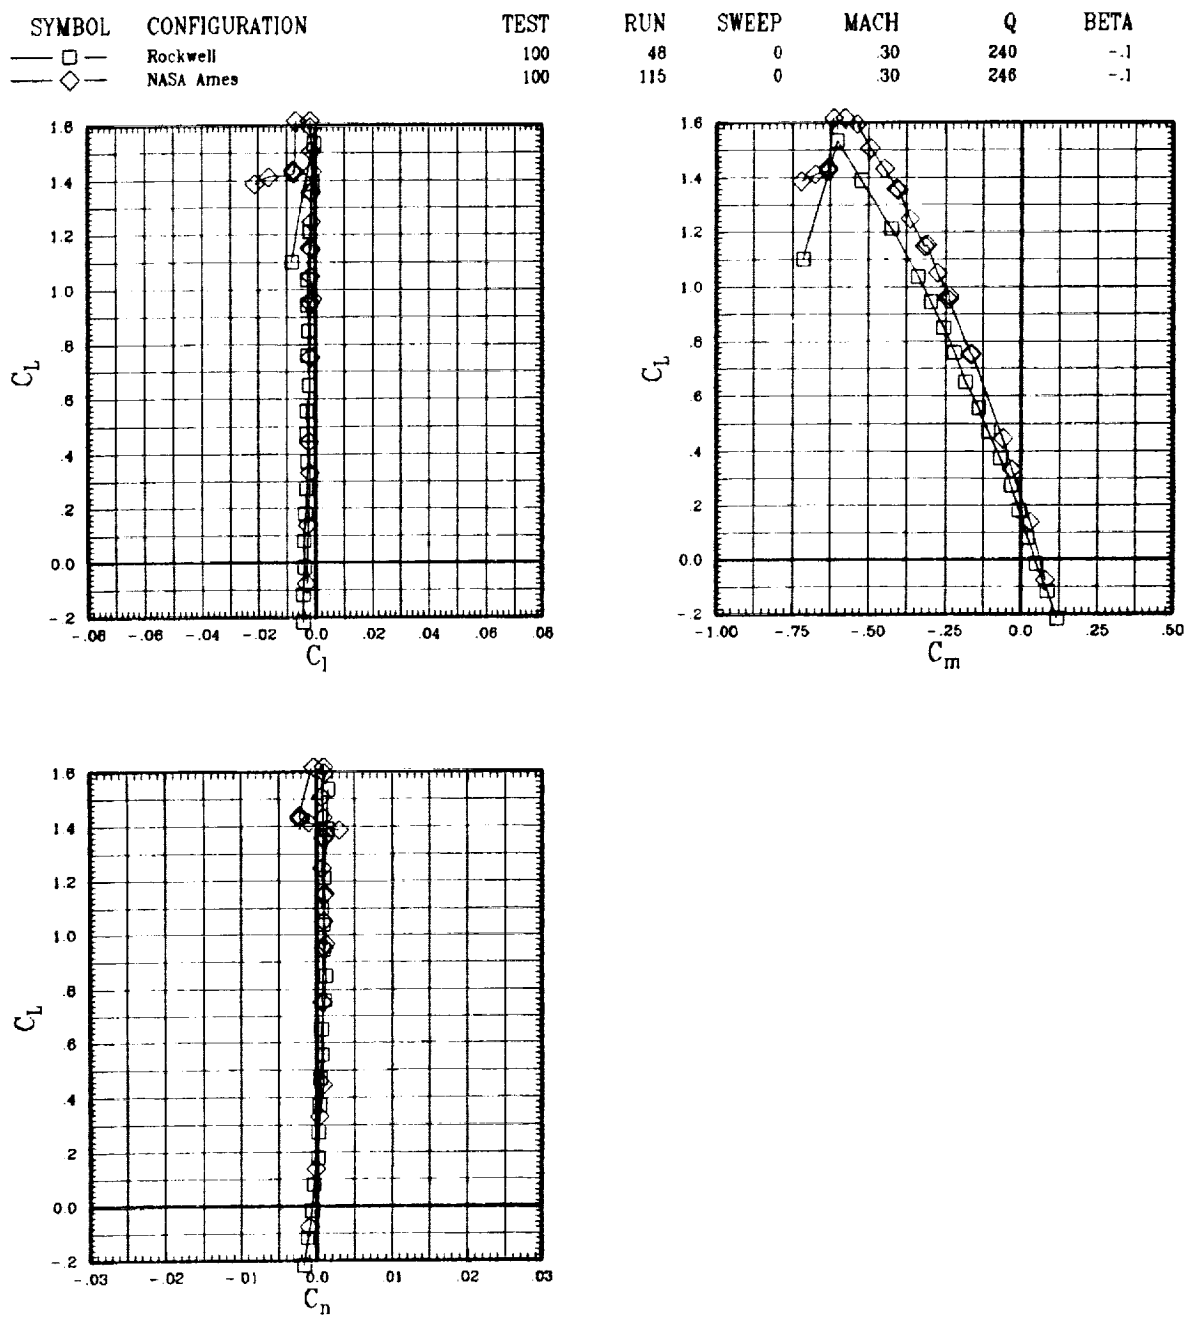 SYMBOL CONFIGURATION TEST RUN SWEEP MACH Q BETA
Rockwell 100 48 0 .30 240 -.1
NASA Ames 100 115 0 .30 246 -.1
1.6
1.4
1.2
1.0
.8
.6
.4
.2
0.0
-.2
C_L
-.08 -.06 -.04 -.02 0.0 .02 .04 .06 .08
C_l
1.6
1.4
1.2
1.0
.8
.6
.4
.2
0.0
-.2
C_L
-1.00 -.75 -.50 -.25 0.0 .25 .50
C_m
1.6
1.4
1.2
1.0
.8
.6
.4
.2
0.0
-.2
C_L
-.03 -.02 -.01 0.0 .01 .02 .03
C_n